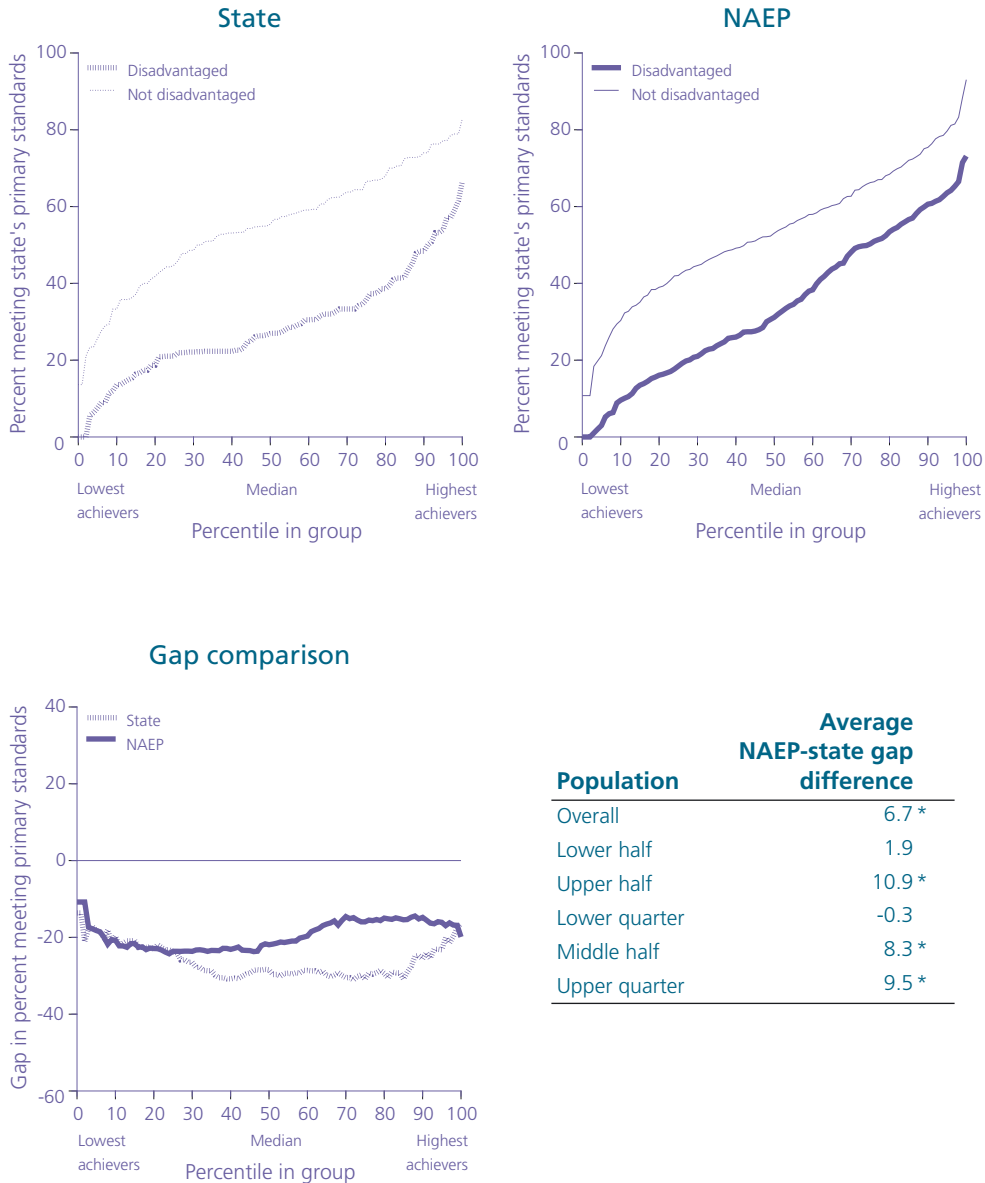 State
Percent meeting state's primary standards
100
80
60
40
20
0
Disadvantaged
Not disadvantaged
0 10 20 30 40 50 60 70 80 90 100
Lowest achievers
Median
Highest achievers
Percentile in group
NAEP
Percent meeting state's primary standards
100
80
60
40
20
0
Disadvantaged
Not disadvantaged
0 10 20 30 40 50 60 70 80 90 100
Lowest achievers
Median
Highest achievers
Percentile in group
Gap comparison
Gap in percent meeting primary standards
40
20
0
-20
-40
-60
State
NAEP
0 10 20 30 40 50 60 70 80 90 100
Lowest achievers
Median
Highest achievers
Percentile in group
Average
NAEP-state gap
Population difference
Overall 6.7 *
Lower half 1.9
Upper half 10.9 *
Lower quarter -0.3
Middle half 8.3 *
Upper quarter 9.5 *